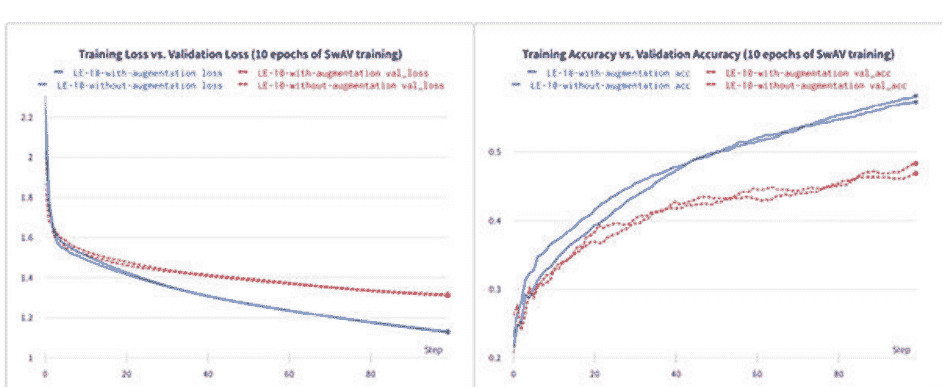 Training Loss vs. Validation Loss (10 epochs of SwAV training)
LE-10-with-augmentation loss LE-10-with-augmentation val_loss
LE-10-without-augmentation loss LE-10-without-augmentation val_loss
2.2
2
1.8
1.6
1.4
1.2
1
Step
0 20 40 60 80
Training Accuracy vs. Validation Accuracy (10 epochs of SwAV training)
LE-10-with-augmentation acc LE-10-with-augmentation val_acc
LE-10-without-augmentation acc LE-10-without-augmentation val_acc
0.5
0.4
0.3
0.2
Step
0 20 40 60 80